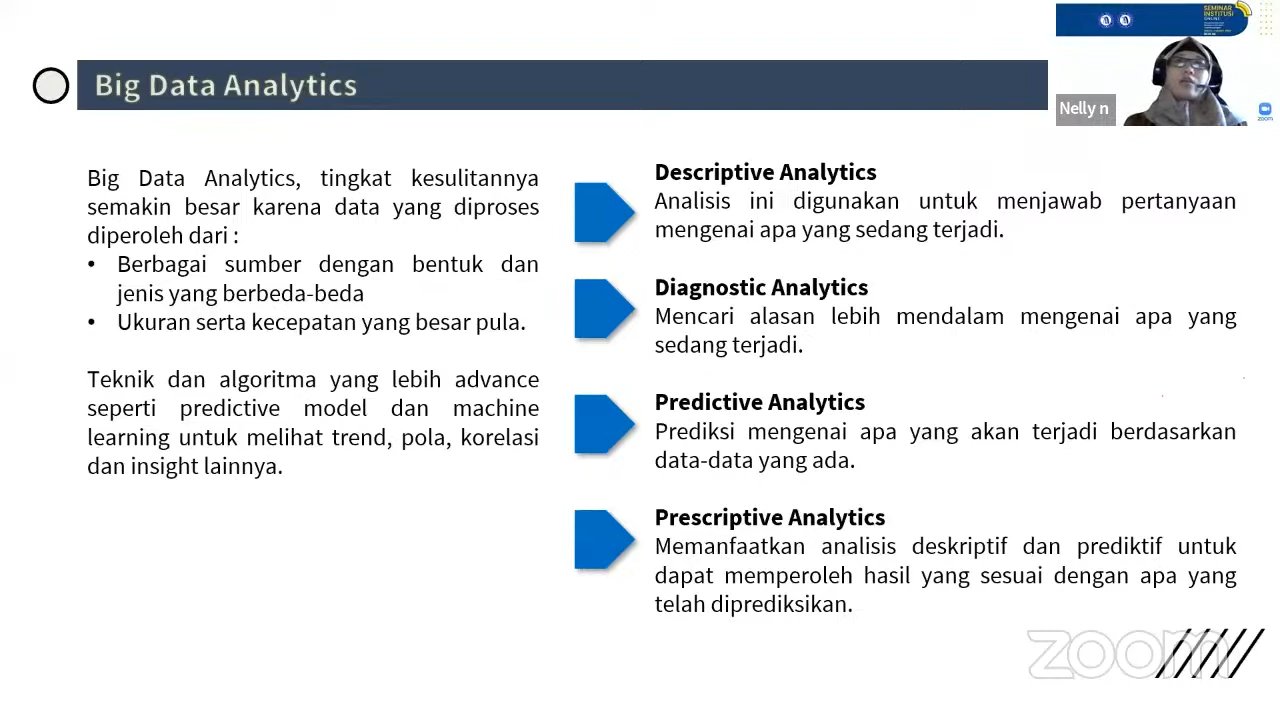 Big Data Analytics
SEMINAR
INSTITUSI
ONLINE
Nelly n
zoom
Big Data Analytics, tingkat kesulitannya
semakin besar karena data yang diproses
diperoleh dari :
• Berbagai sumber dengan bentuk dan
jenis yang berbeda-beda
• Ukuran serta kecepatan yang besar pula.
Teknik dan algoritma yang lebih advance
seperti predictive model dan machine
learning untuk melihat trend, pola, korelasi
dan insight lainnya.
Descriptive Analytics
Analisis ini digunakan untuk menjawab pertanyaan
mengenai apa yang sedang terjadi.
Diagnostic Analytics
Mencari alasan lebih mendalam mengenai apa yang
sedang terjadi.
Predictive Analytics
Prediksi mengenai apa yang akan terjadi berdasarkan
data-data yang ada.
Prescriptive Analytics
Memanfaatkan analisis deskriptif dan prediktif untuk
dapat memperoleh hasil yang sesuai dengan apa yang
telah diprediksikan.
zoom